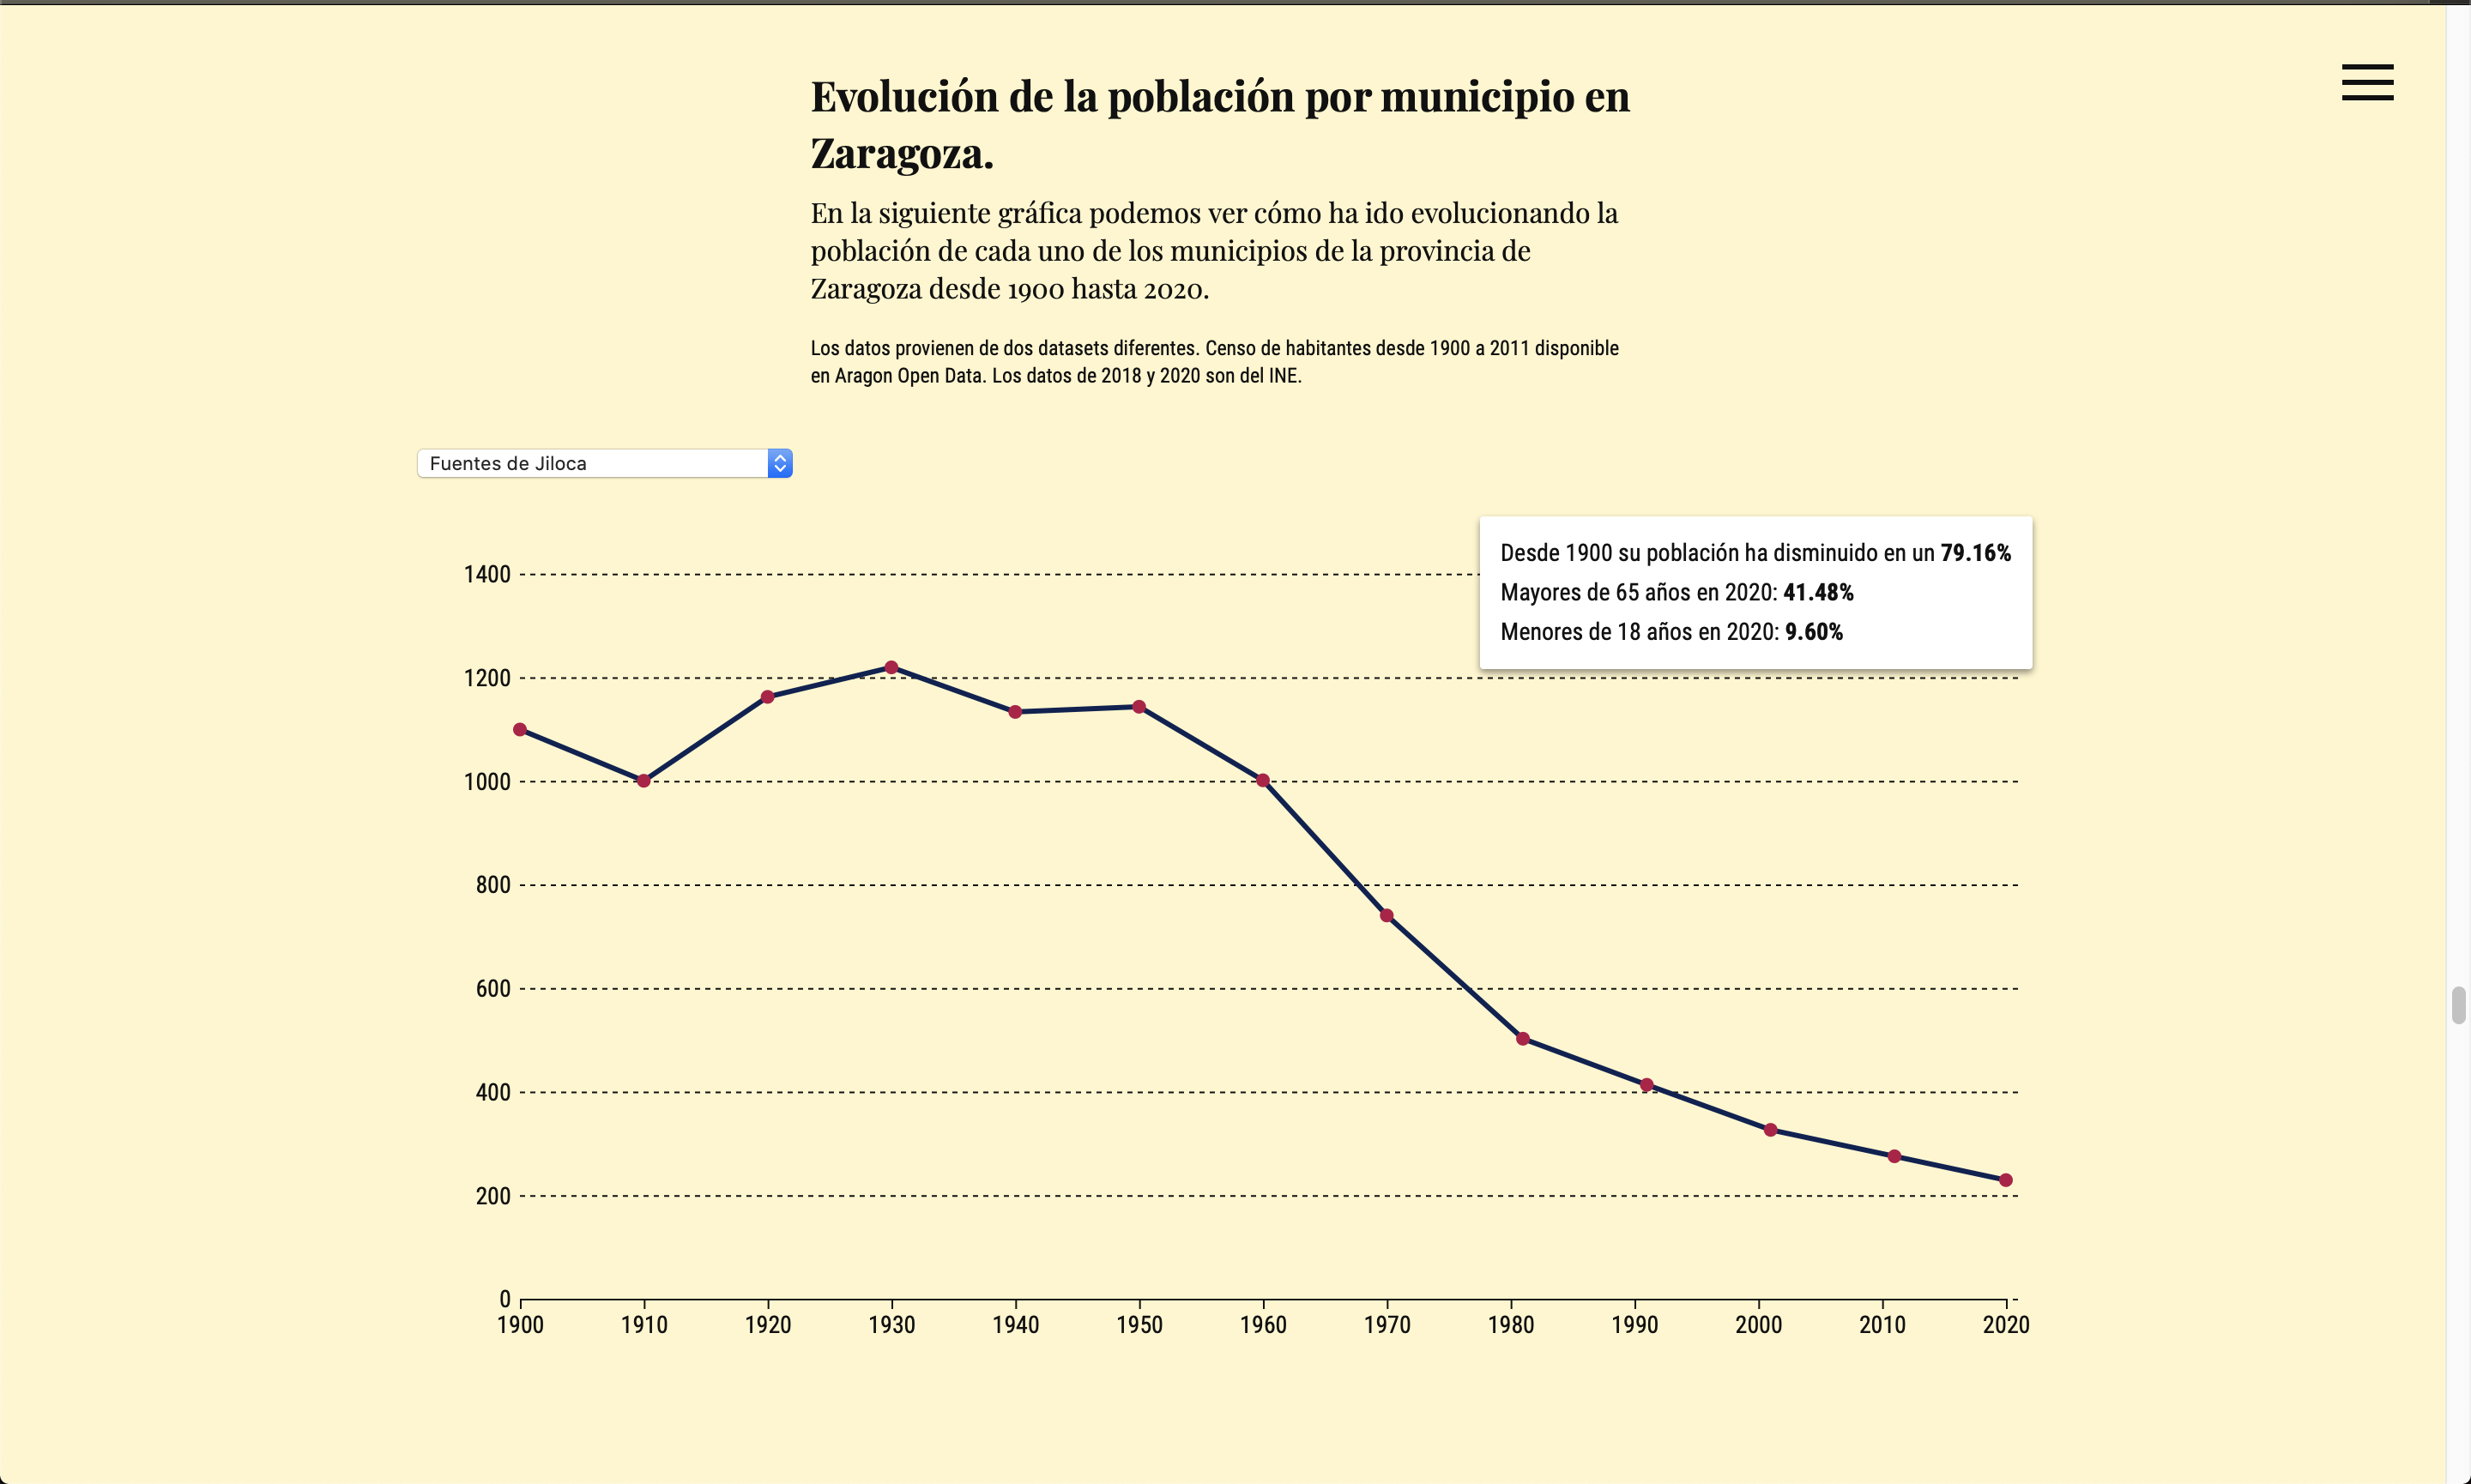 Evolución de la población por municipio en
Zaragoza.
En la siguiente gráfica podemos ver cómo ha ido evolucionando la
población de cada uno de los municipios de la provincia de
Zaragoza desde 1900 hasta 2020.
Los datos provienen de dos datasets diferentes. Censo de habitantes desde 1900 a 2011 disponible
en Aragon Open Data. Los datos de 2018 y 2020 son del INE.
Fuentes de Jiloca
Desde 1900 su población ha disminuido en un 79.16%
Mayores de 65 años en 2020: 41.48%
Menores de 18 años en 2020: 9.60%
1400
1200
1000
800
600
400
200
0
1900 1910 1920 1930 1940 1950 1960 1970 1980 1990 2000 2010 2020